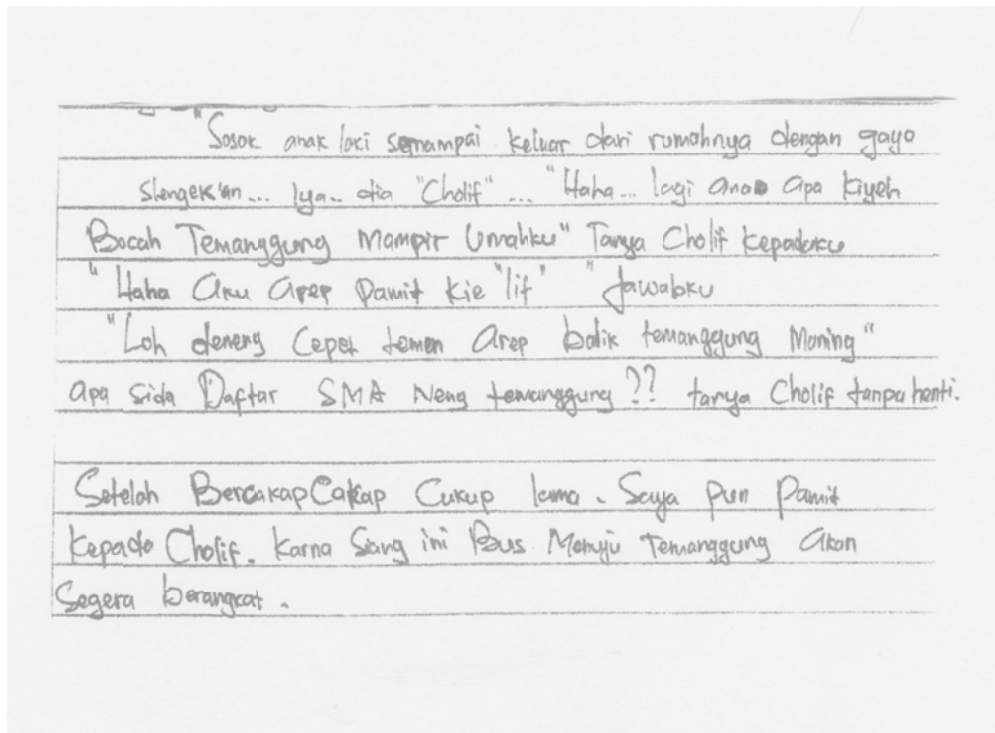 "Sosok anak laki semampai keluar dari rumahnya dengan gaya
slengek'an... Iya.. dia "Cholif"... "Haha... lagi ana apa kiyeh
Bocah Temanggung Mampir Umahku" Tanya Cholif kepadaku
"Haha Aku Arep Pamit kie "lif" "Jawabku
"Loh deneng Cepet temen Arep balik temanggung Maning"
apa sida Daftar SMA Neng temanggung?? tanya Cholif tanpa henti.
Setelah BercakapCakap Cukup lama. Saya pun Pamit
Kepada Cholif. Karna Siang ini Bus Menuju Temanggung Akan
Segera berangkat.